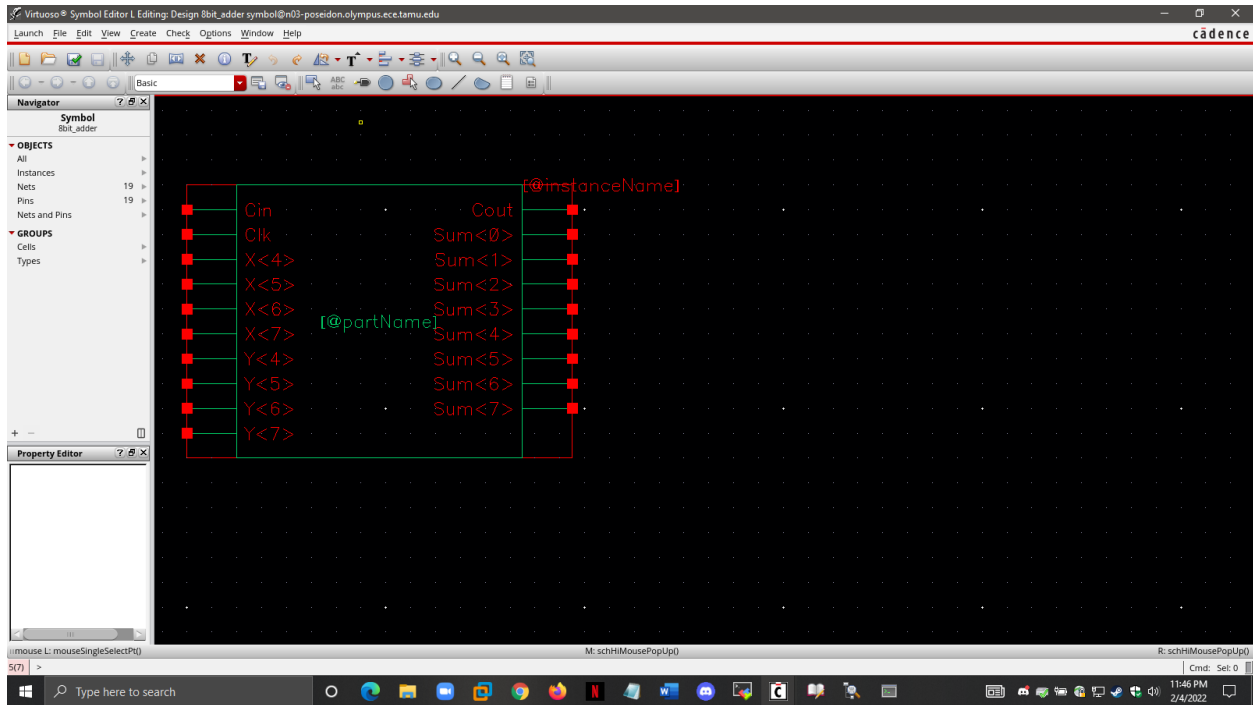 Virtuoso® Symbol Editor L Editing: Design 8bit_adder symbol@n03-poseidon.olympus.ece.tamu.edu
Launch File Edit View Create Check Options Window Help
cādence
Basic
ABC
abc
Navigator
Symbol
8bit_adder
OBJECTS
All
Instances
Nets 19
Pins 19
Nets and Pins
GROUPS
Cells
Types
Property Editor
[@instanceName]
Cin Cout
Clk Sum<0>
X<4> Sum<1>
X<5> Sum<2>
X<6> Sum<3>
[@partName]
X<7> Sum<4>
Y<4> Sum<5>
Y<5> Sum<6>
Y<6> Sum<7>
Y<7>
mouse L: mouseSingleSelectPt() M: schHiMousePopUp() R: schHiMousePopUp()
5(7) > Cmd: Sel: 0
Type here to search
11:46 PM
2/4/2022